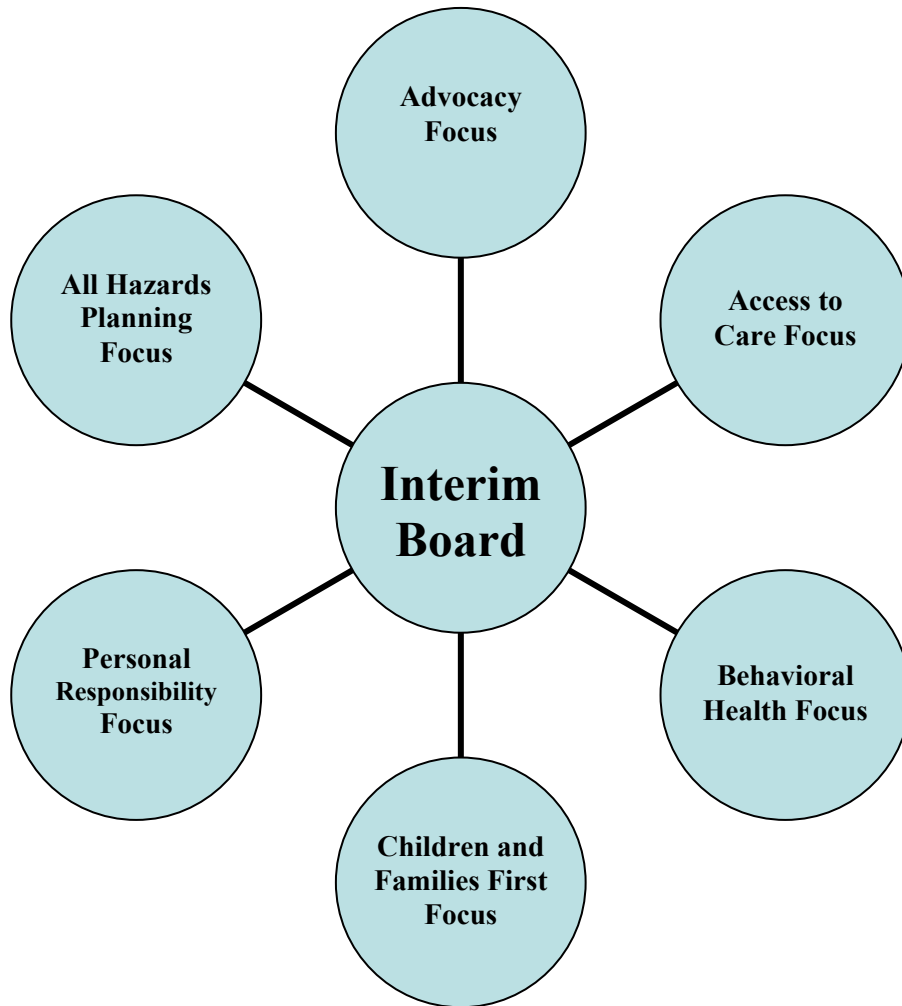 Advocacy
Focus
All Hazards
Planning
Focus
Access to
Care Focus
Interim
Board
Personal
Responsibility
Focus
Behavioral
Health Focus
Children and
Families First
Focus